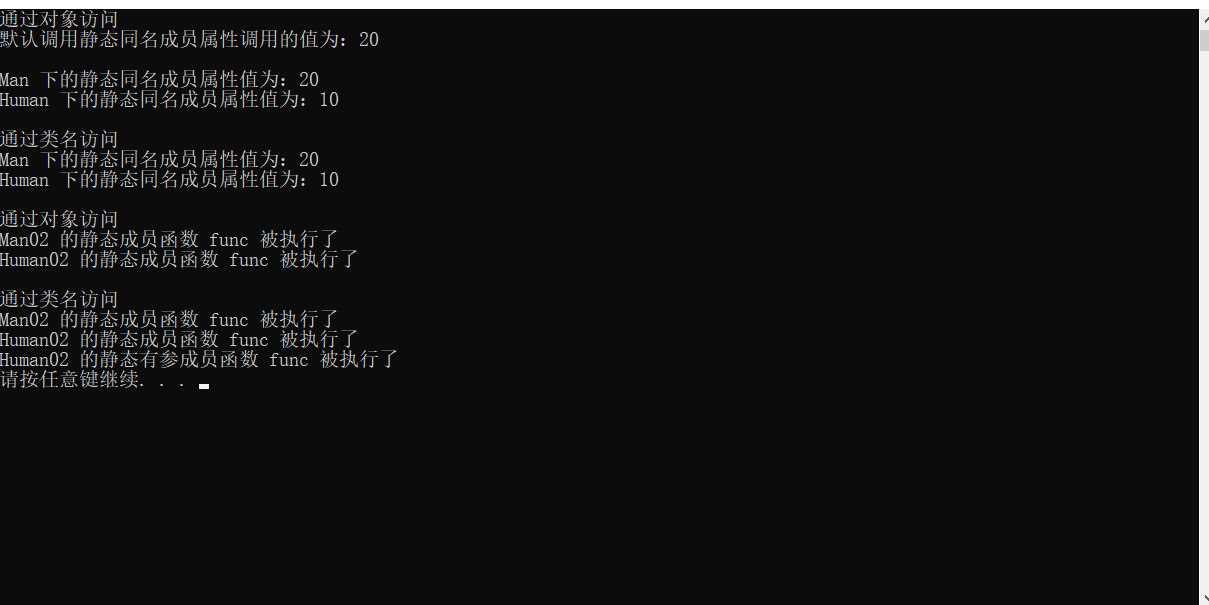 通过对象访问
默认调用静态同名成员属性调用的值为：20
Man 下的静态同名成员属性值为：20
Human 下的静态同名成员属性值为：10
通过类名访问
Man 下的静态同名成员属性值为：20
Human 下的静态同名成员属性值为：10
通过对象访问
Man02 的静态成员函数 func 被执行了
Human02 的静态成员函数 func 被执行了
通过类名访问
Man02 的静态成员函数 func 被执行了
Human02 的静态成员函数 func 被执行了
Human02 的静态有参成员函数 func 被执行了
请按任意键继续. . .